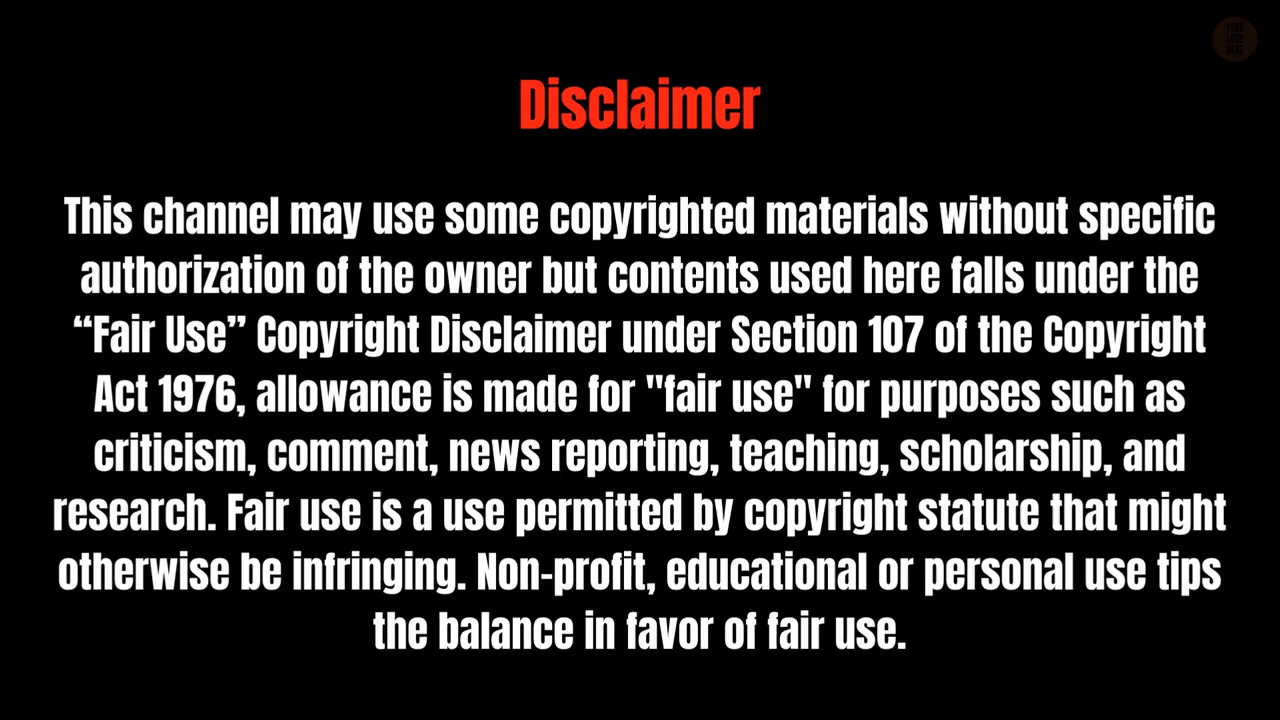 YOUR
LOGO
HERE
Disclaimer
This channel may use some copyrighted materials without specific
authorization of the owner but contents used here falls under the
“Fair Use” Copyright Disclaimer under Section 107 of the Copyright
Act 1976, allowance is made for "fair use" for purposes such as
criticism, comment, news reporting, teaching, scholarship, and
research. Fair use is a use permitted by copyright statute that might
otherwise be infringing. Non-profit, educational or personal use tips
the balance in favor of fair use.